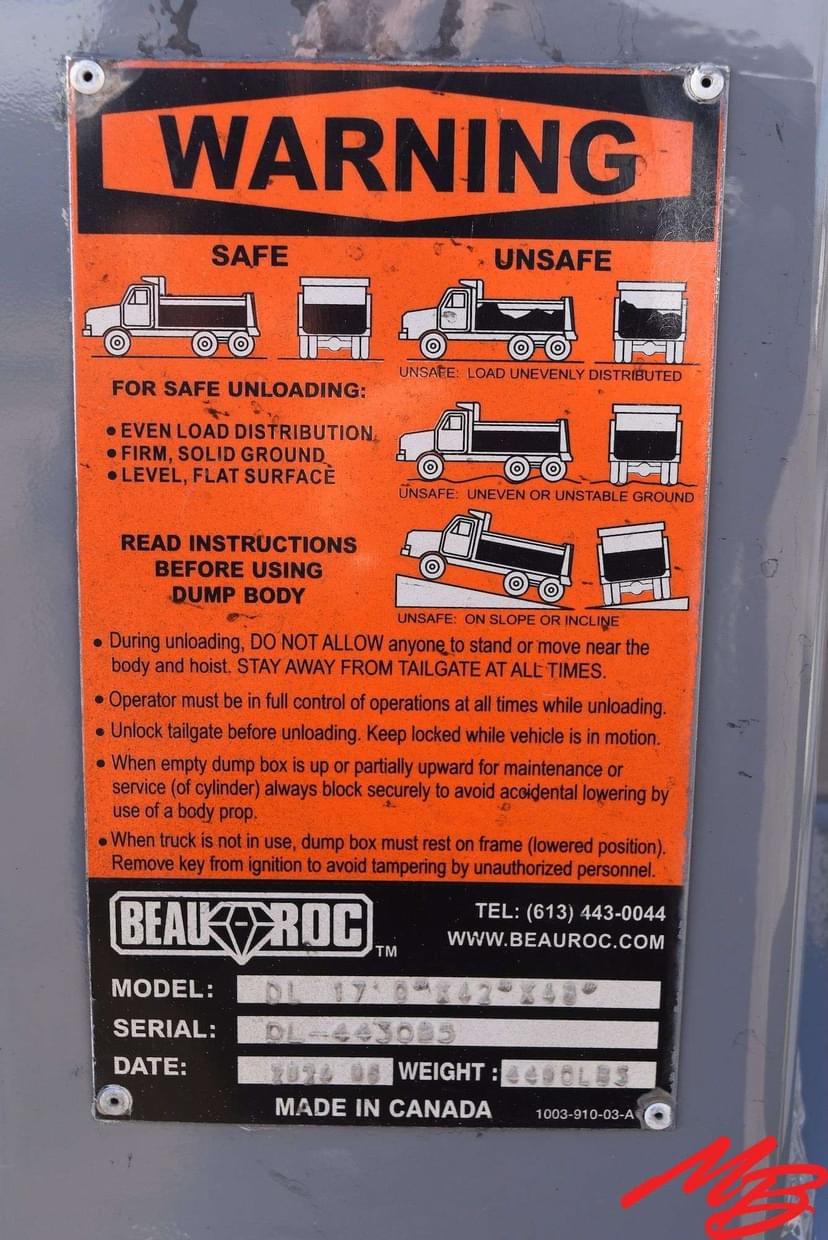 WARNING
SAFE
UNSAFE
UNSAFE: LOAD UNEVENLY DISTRIBUTED
FOR SAFE UNLOADING:
• EVEN LOAD DISTRIBUTION
• FIRM, SOLID GROUND
• LEVEL, FLAT SURFACE
UNSAFE: UNEVEN OR UNSTABLE GROUND
READ INSTRUCTIONS
BEFORE USING
DUMP BODY
UNSAFE: ON SLOPE OR INCLINE
• During unloading, DO NOT ALLOW anyone to stand or move near the
body and hoist. STAY AWAY FROM TAILGATE AT ALL TIMES.
• Operator must be in full control of operations at all times while unloading.
• Unlock tailgate before unloading. Keep locked while vehicle is in motion.
• When empty dump box is up or partially upward for maintenance or
service (of cylinder) always block securely to avoid accidental lowering by
use of a body prop.
• When truck is not in use, dump box must rest on frame (lowered position).
Remove key from ignition to avoid tampering by unauthorized personnel.
BEAU-ROC TM
TEL: (613) 443-0044
WWW.BEAUROC.COM
MODEL: DL
SERIAL: DL-443085
DATE: WEIGHT:
MADE IN CANADA
1003-910-03-A
MB